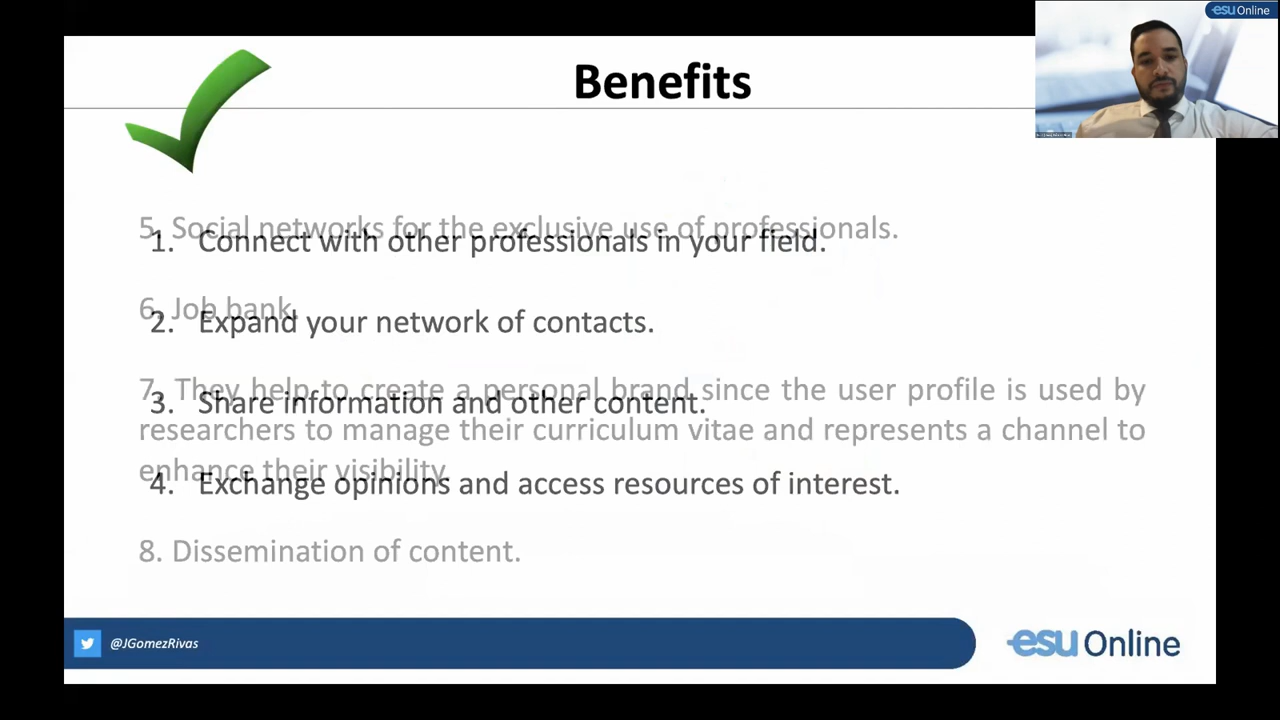 esu Online
Benefits
5. Social networks for the exclusive use of professionals.
1. Connect with other professionals in your field.
6. Job bank.
2. Expand your network of contacts.
7. They help to create a personal brand since the user profile is used by
3. Share information and other content.
researchers to manage their curriculum vitae and represents a channel to
enhance their visibility.
4. Exchange opinions and access resources of interest.
8. Dissemination of content.
@JGomezRivas
esu Online